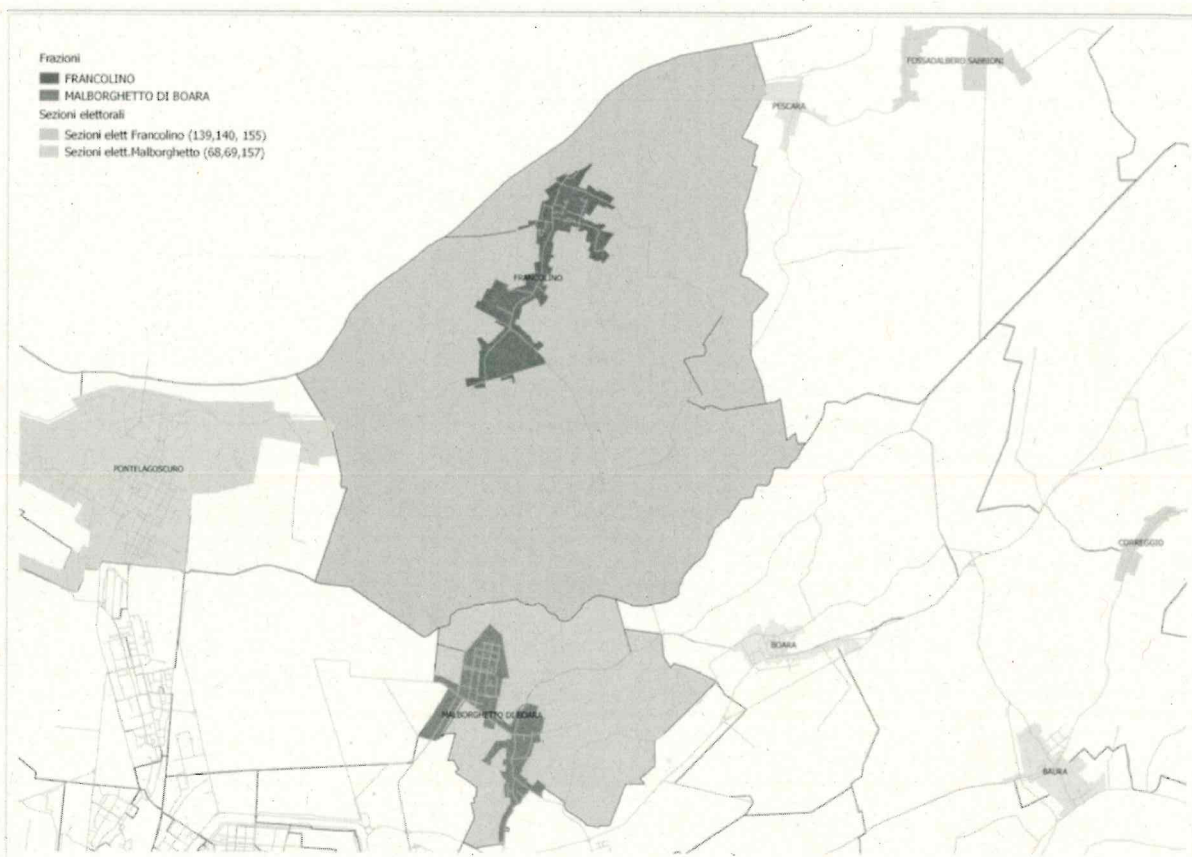 Frazioni
FRANCOLINO
MALBORGHETTO DI BOARA
Sezioni elettorali
Sezioni elett Francolino (139,140, 155)
Sezioni elett.Malborghetto (68,69,157)
FOSSADALBERO SABBIONI
PESCARA
FRANCOLINO
PONTELAGOSCURO
CORREGGIO
BOARA
MALBORGHETTO DI BOARA
BAURA